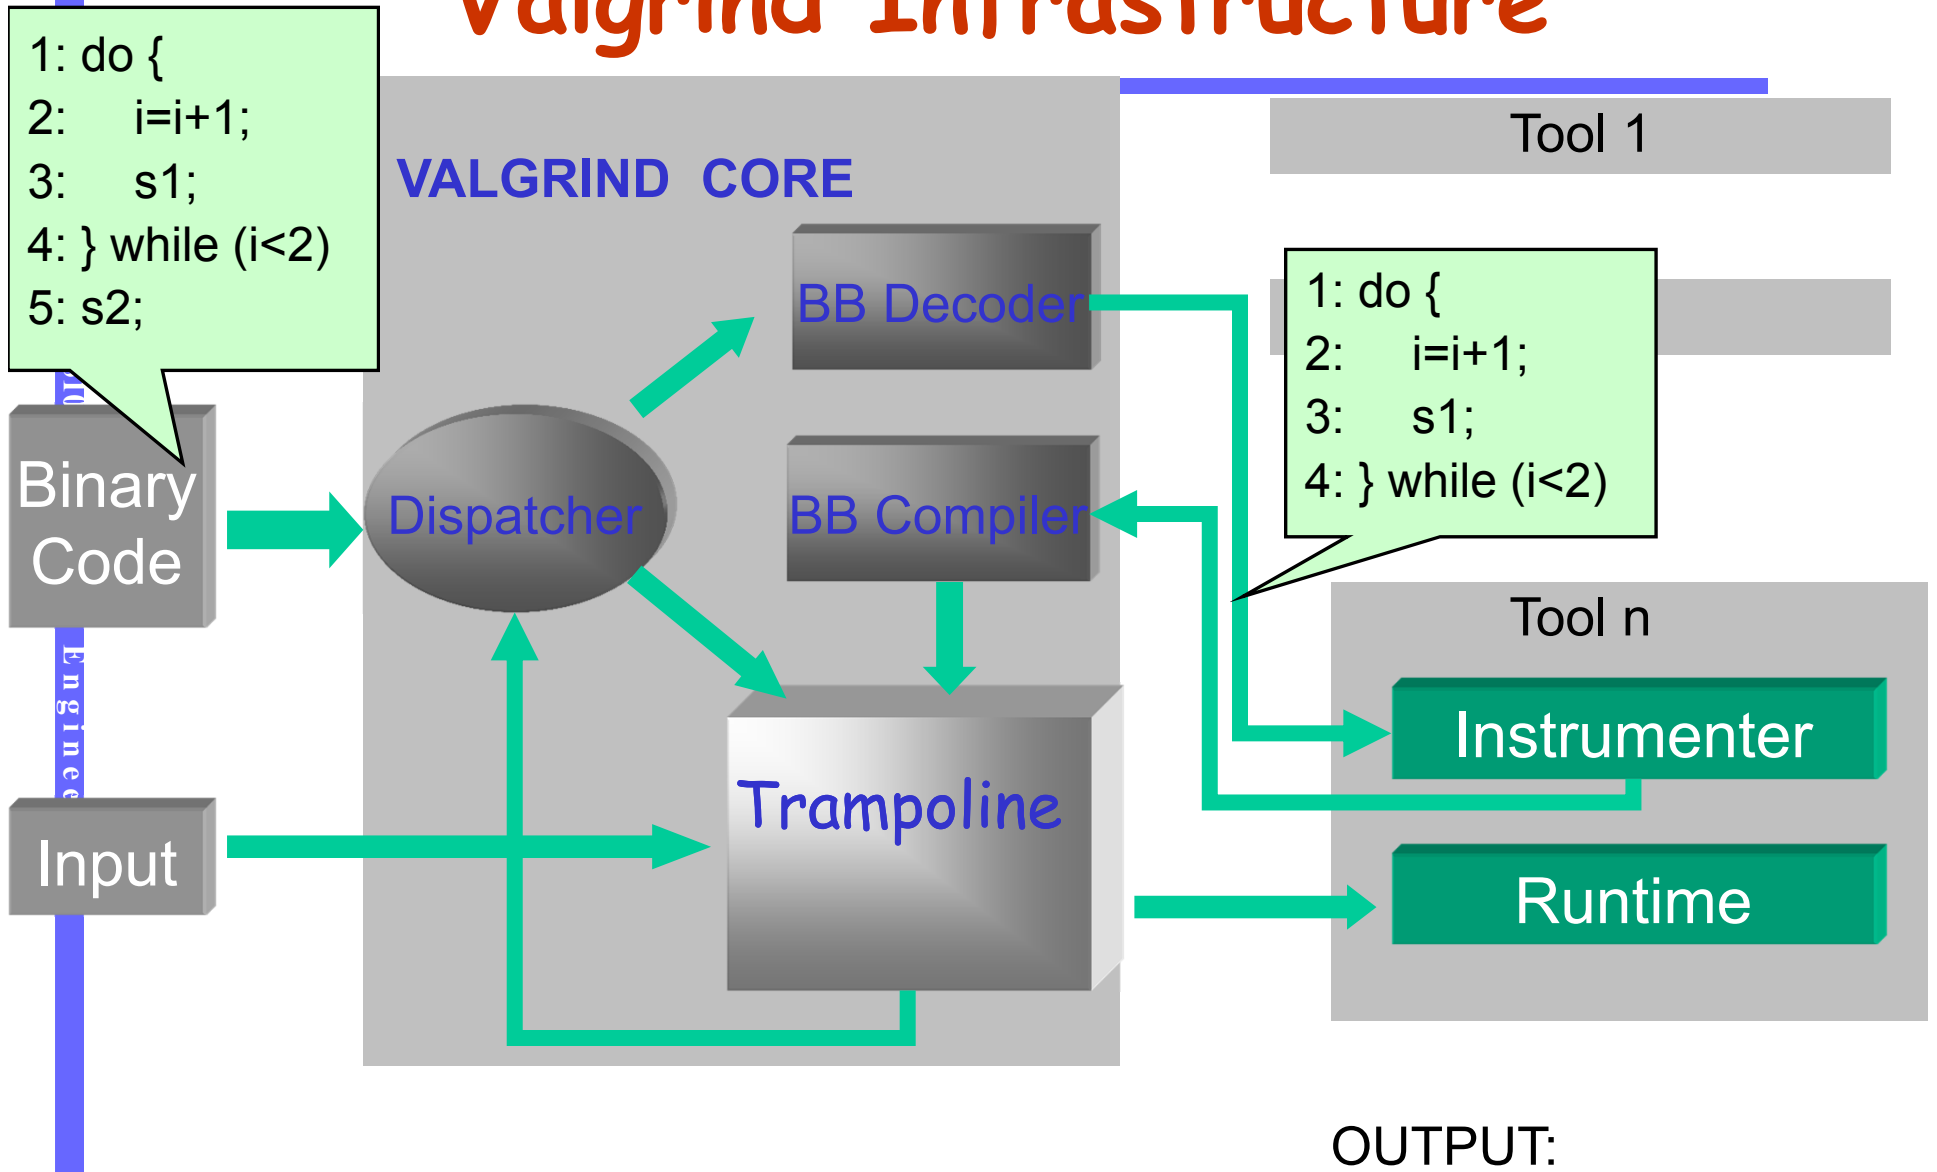 Valgrind Infrastructure
1: do {
2: i=i+1;
3: s1;
4: } while (i<2)
5: s2;
VALGRIND CORE
Tool 1
BB Decoder
1: do {
2: i=i+1;
3: s1;
4: } while (i<2)
Binary
Code
Dispatcher
BB Compiler
Tool n
Instrumenter
Trampoline
Input
Runtime
OUTPUT: